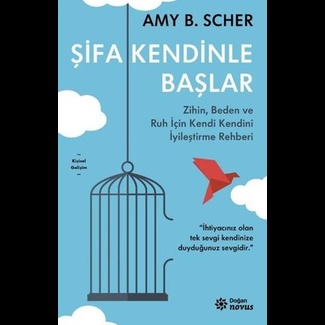 AMY B. SCHER
ŞİFA KENDİNLE
BAŞLAR
Zihin, Beden ve
Ruh İçin Kendi Kendini
İyileştirme Rehberi
Kişisel
Gelişim
"İhtiyacınız olan
tek sevgi kendinize
duyduğunuz sevgidir."
Doğan
novus